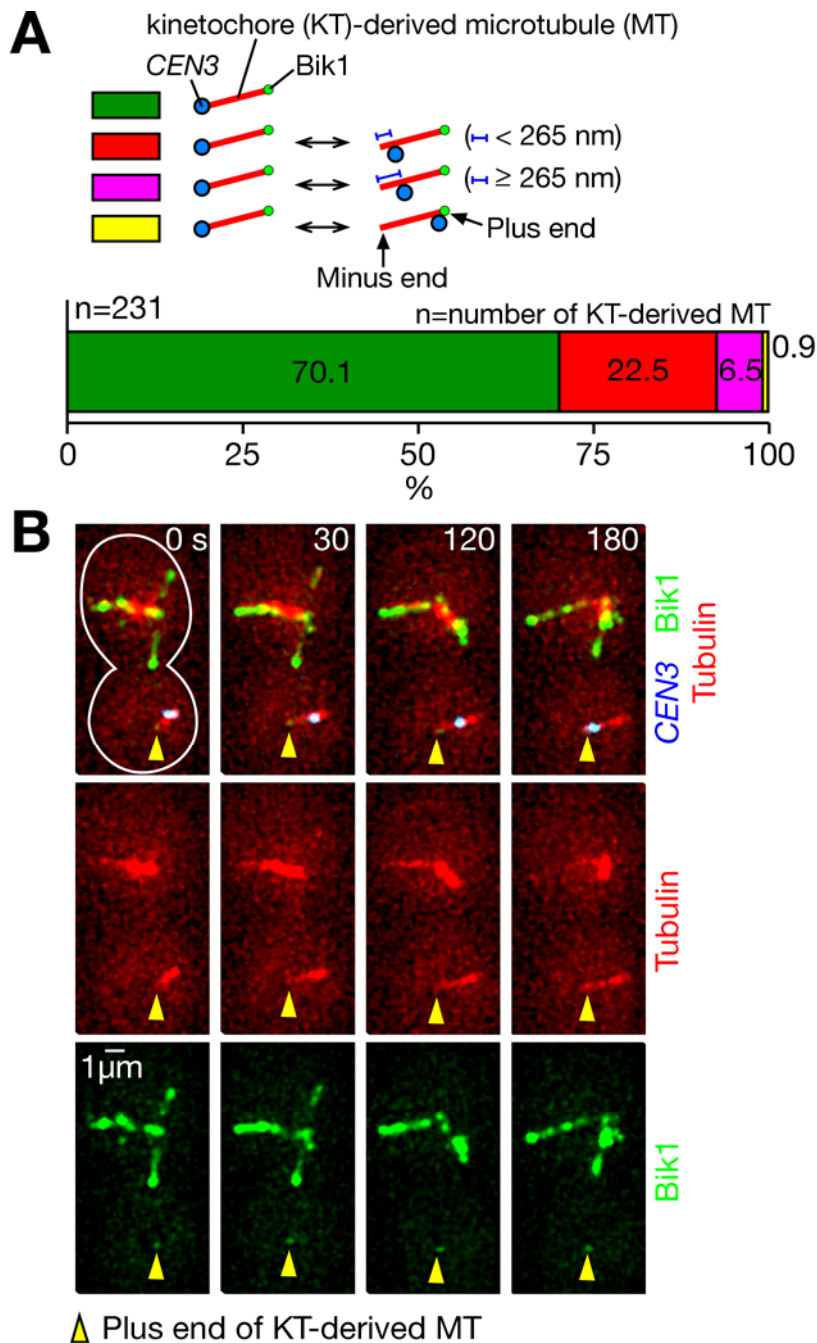 A
kinetochore (KT)-derived microtubule (MT)
CEN3
Bik1
(⌶ < 265 nm)
(⌶ ≥ 265 nm)
Plus end
Minus end
n=231
n=number of KT-derived MT
70.1
22.5
6.5
0.9
0
25
50
75
100
%
B
0 s
30
120
180
CEN3
Bik1
Tubulin
Tubulin
1μm
Bik1
Plus end of KT-derived MT